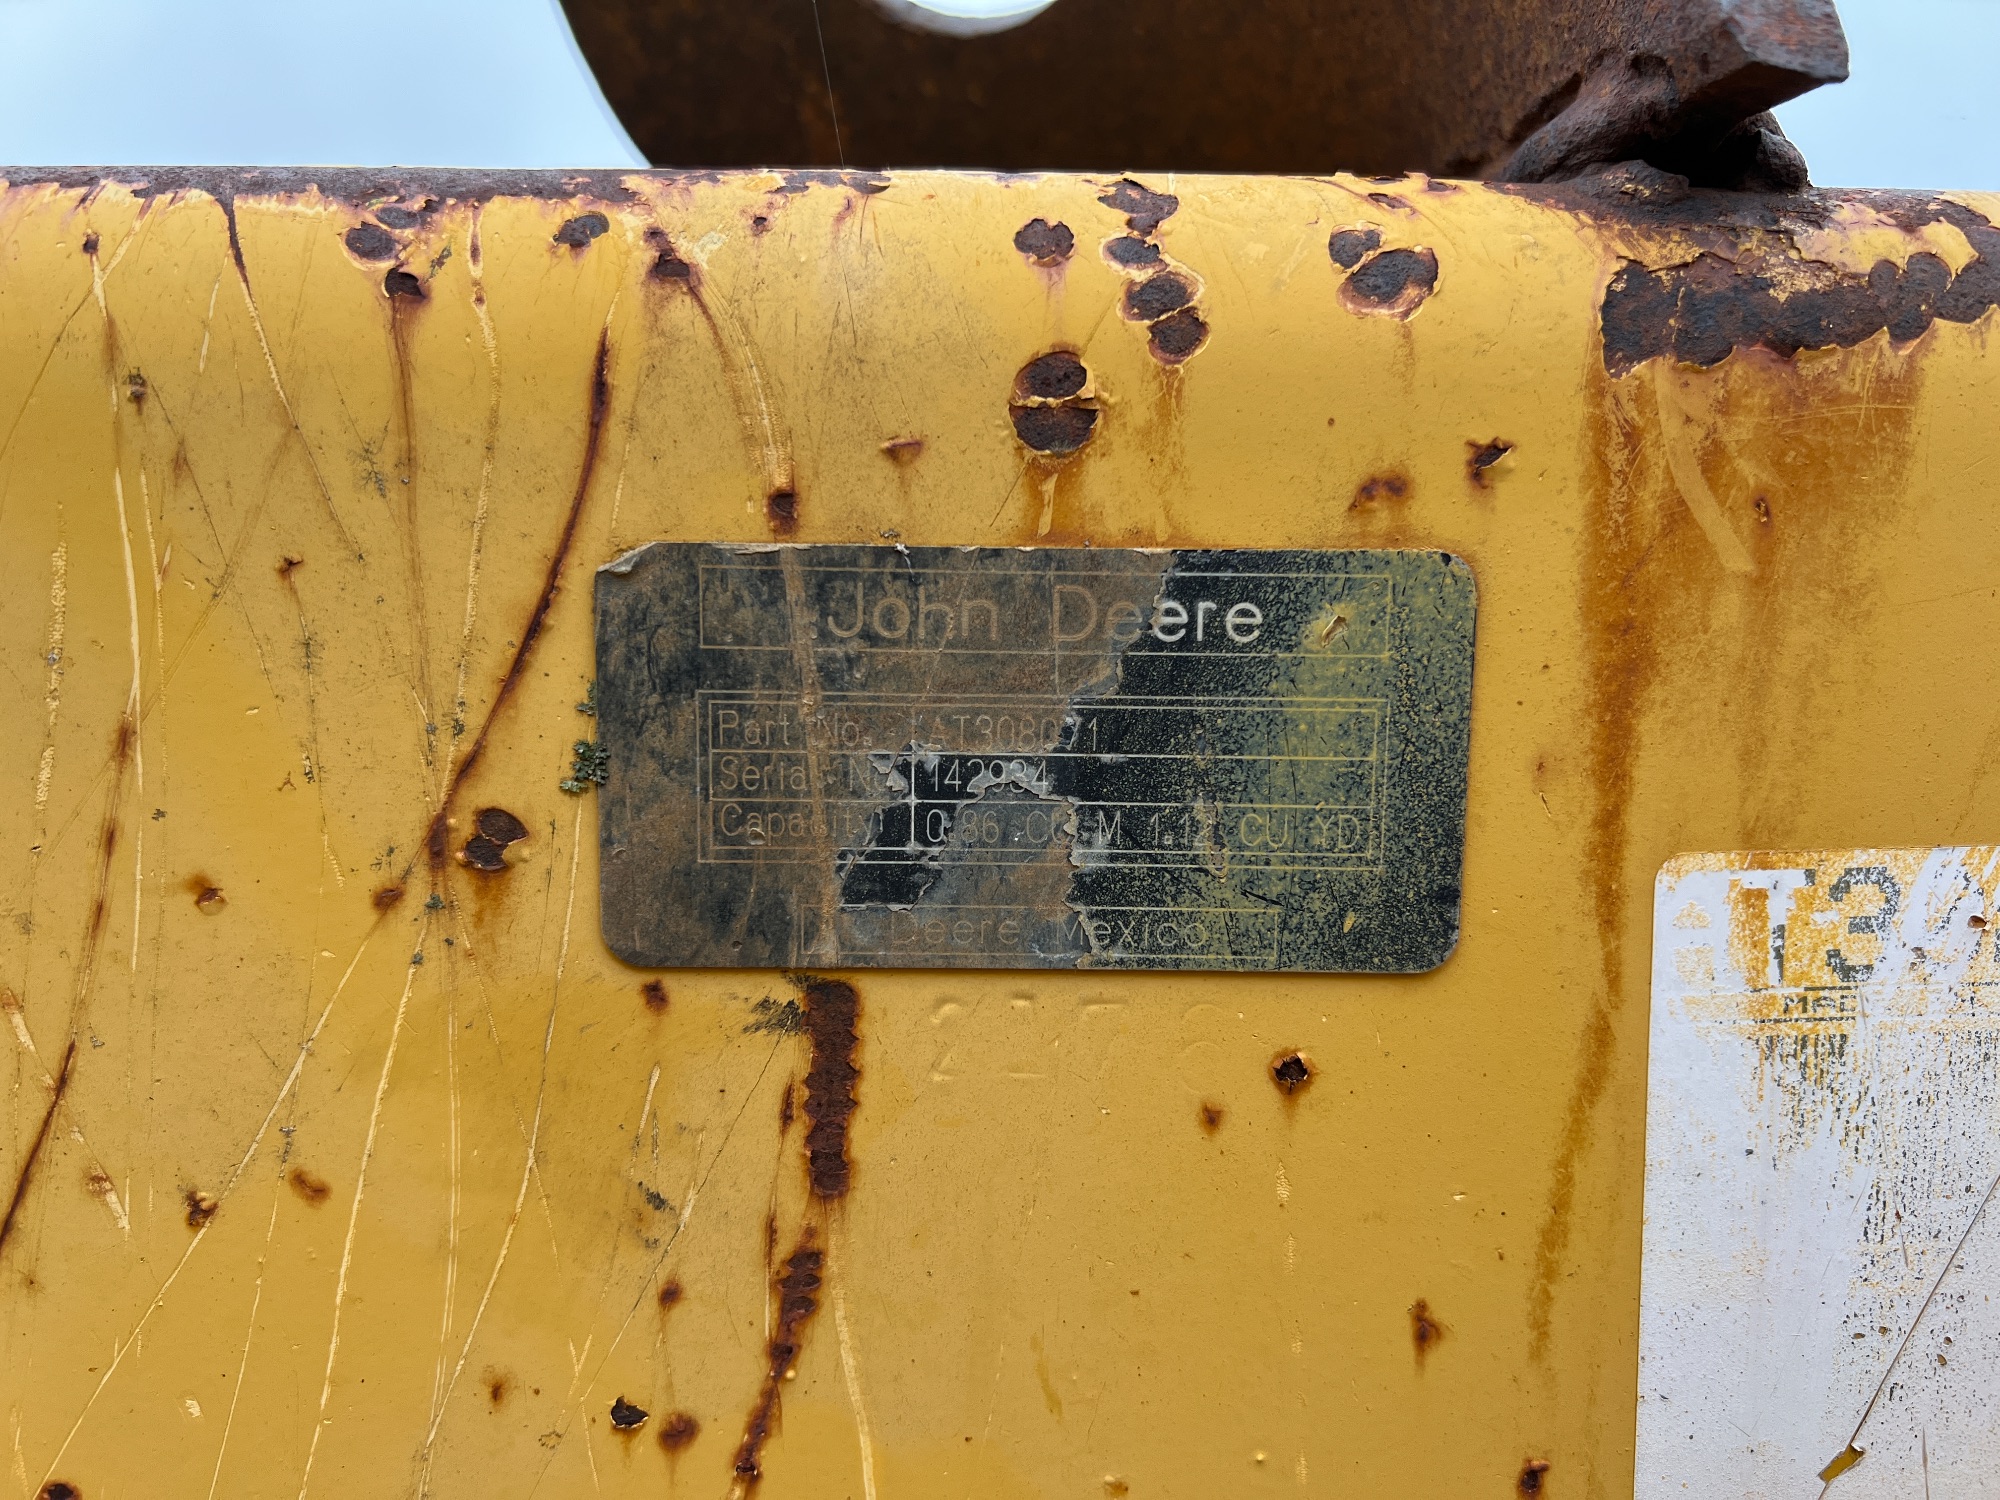 John Deere
Part No. AT308071
Serial No. 142934
Capacity 0.86 CU M 1.12 CU YD
Deere Mexico